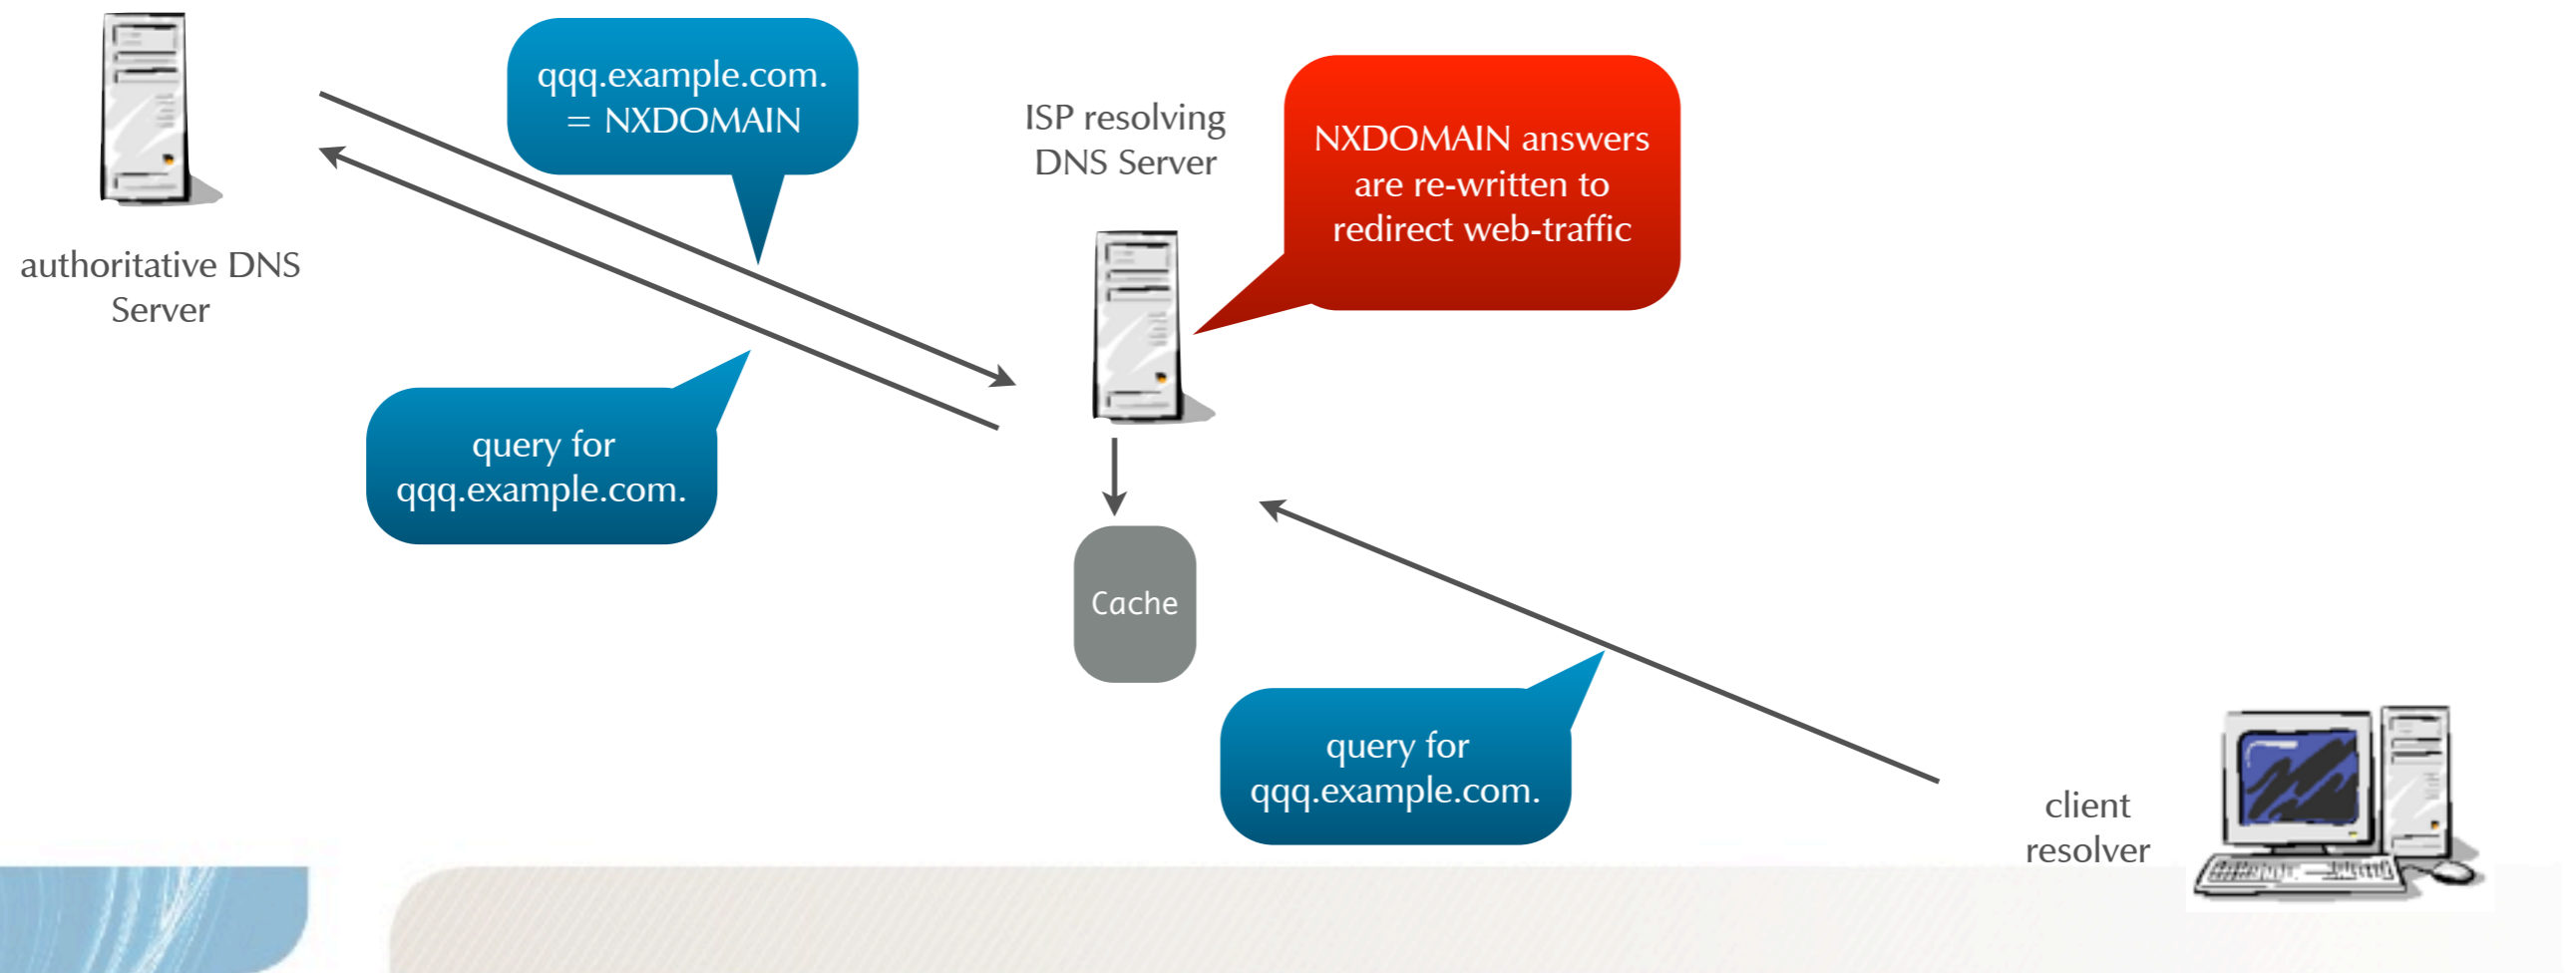 qqq.example.com.
= NXDOMAIN
ISP resolving
DNS Server
NXDOMAIN answers
are re-written to
redirect web-traffic
authoritative DNS
Server
query for
qqq.example.com.
Cache
query for
qqq.example.com.
client
resolver